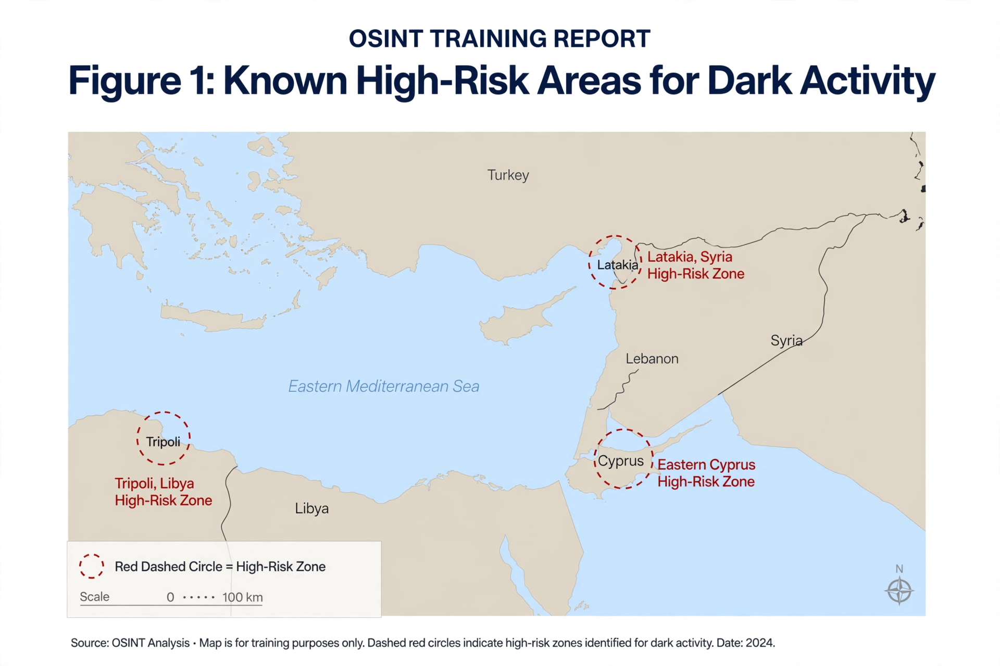 OSINT TRAINING REPORT
Figure 1: Known High-Risk Areas for Dark Activity
Turkey
Latakia
Latakia, Syria
High-Risk Zone
Syria
Lebanon
Eastern Mediterranean Sea
Tripoli
Tripoli, Libya
High-Risk Zone
Cyprus
Eastern Cyprus
High-Risk Zone
Libya
Red Dashed Circle = High-Risk Zone
Scale 0 ..... 100 km
N
Source: OSINT Analysis • Map is for training purposes only. Dashed red circles indicate high-risk zones identified for dark activity. Date: 2024.